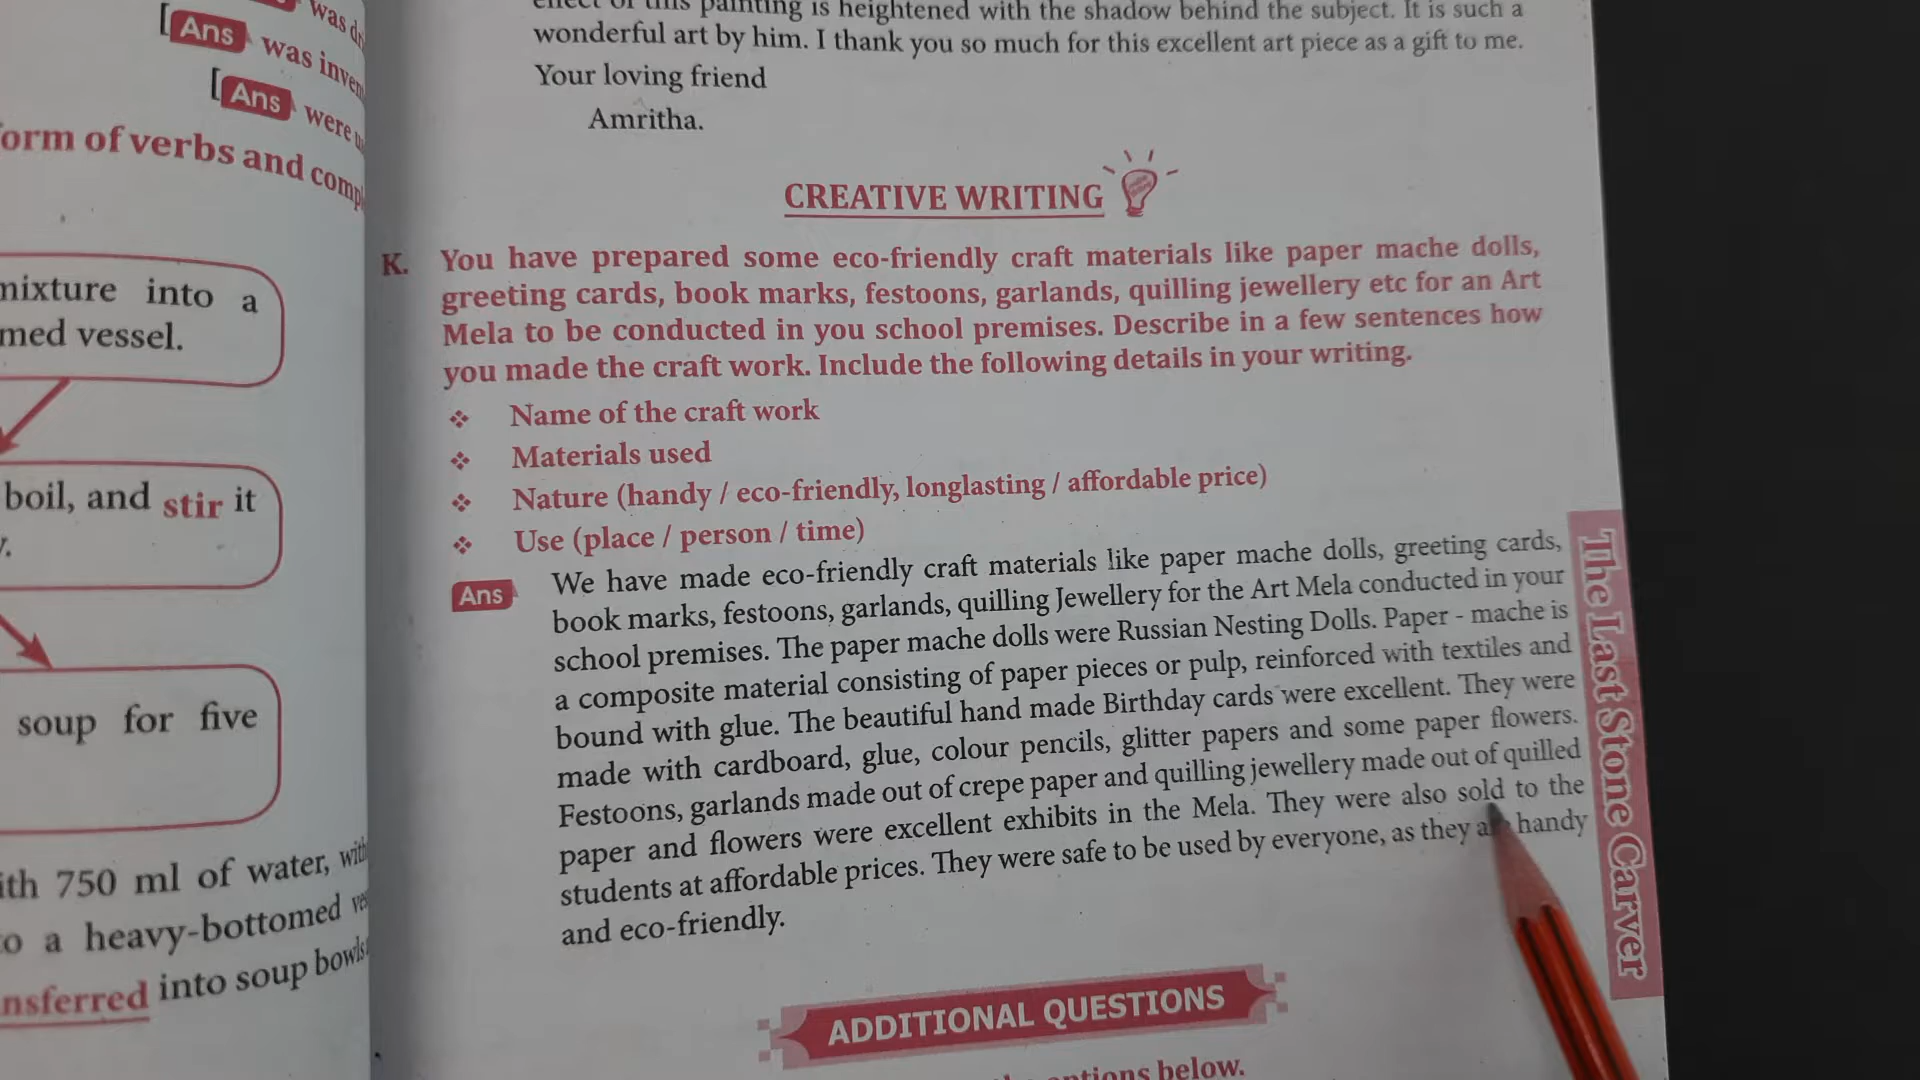 was
[Ans was
[Ans were
orm of verbs and
mixture into a
med vessel.
boil, and stir it
soup for five
ith 750 ml of water,
to a heavy-bottomed
nsferred into soup bowls
painting is heightened with the shadow behind the subject. It is such a
wonderful art by him. I thank you so much for this excellent art piece as a gift to me.
Your loving friend
Amritha.
CREATIVE WRITING
K. You have prepared some eco-friendly craft materials like paper mache dolls,
greeting cards, book marks, festoons, garlands, quilling jewellery etc for an Art
Mela to be conducted in you school premises. Describe in a few sentences how
you made the craft work. Include the following details in your writing.
❖ Name of the craft work
❖ Materials used
❖ Nature (handy / eco-friendly, longlasting / affordable price)
❖ Use (place / person / time)
Ans We have made eco-friendly craft materials like paper mache dolls, greeting cards,
book marks, festoons, garlands, quilling Jewellery for the Art Mela conducted in your
school premises. The paper mache dolls were Russian Nesting Dolls. Paper - mache is
a composite material consisting of paper pieces or pulp, reinforced with textiles and
bound with glue. The beautiful hand made Birthday cards were excellent. They were
made with cardboard, glue, colour pencils, glitter papers and some paper flowers.
Festoons, garlands made out of crepe paper and quilling jewellery made out of quilled
paper and flowers were excellent exhibits in the Mela. They were also sold to the
students at affordable prices. They were safe to be used by everyone, as they handy
and eco-friendly.
ADDITIONAL QUESTIONS
below.
The Last Stone Carver